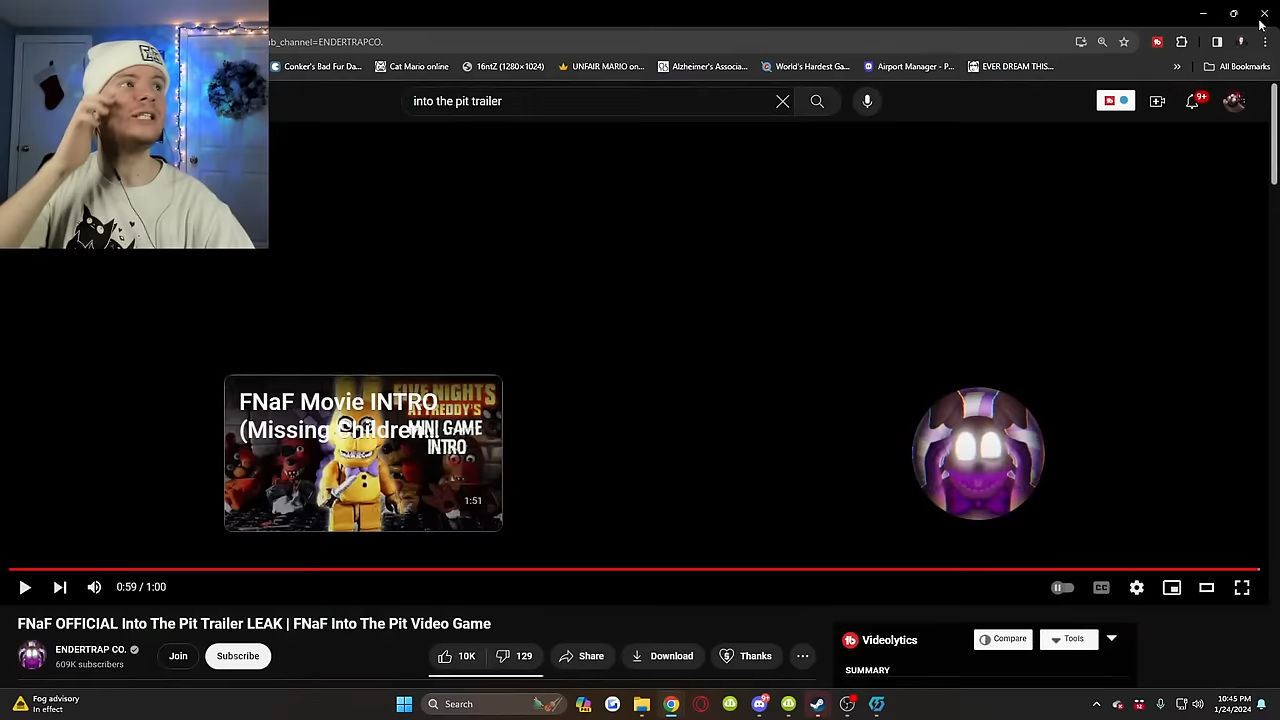 ab_channel=ENDERTRAPCO.
Conker's Bad Fur Da...
Cat Mario online
16ntZ (1280×1024)
UNFAIR MARIO on...
Alzheimer's Associa...
World's Hardest Ga...
Airport Manager - P...
EVER DREAM THIS...
»
All Bookmarks
into the pit trailer
9+
FNaF Movie INTRO
(Missing Children...
FIVE NIGHTS
AT FREDDY'S
MINI GAME
INTRO
1:51
0:59 / 1:00
FNaF OFFICIAL Into The Pit Trailer LEAK | FNaF Into The Pit Video Game
ENDERTRAP CO.
609K subscribers
Join
Subscribe
10K
129
Share
Download
Thanks
Videolytics
Compare
Tools
SUMMARY
Fog advisory
In effect
Search
9+
12
10:45 PM
1/24/2024